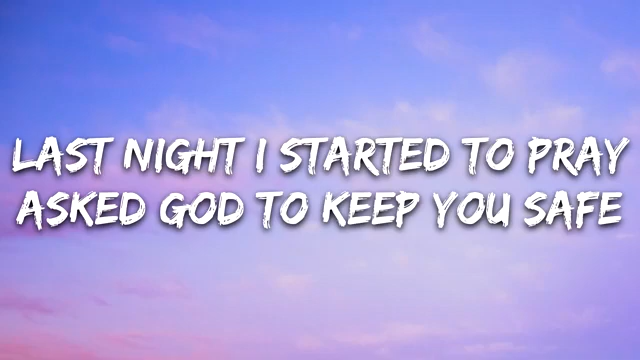 LAST NIGHT I STARTED TO PRAY
ASKED GOD TO KEEP YOU SAFE